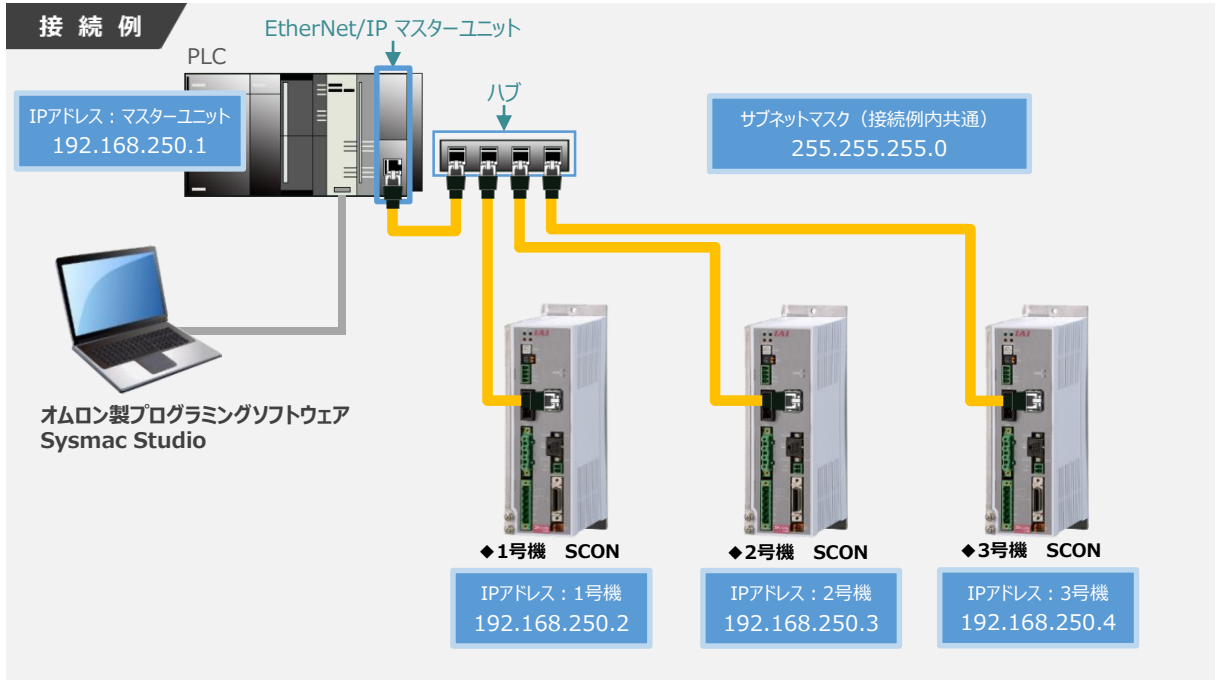 接 続 例
EtherNet/IP マスターユニット
PLC
ハブ
IPアドレス：マスターユニット
192.168.250.1
サブネットマスク（接続例内共通）
255.255.255.0
オムロン製プログラミングソフトウェア
Sysmac Studio
IAI
IAI
IAI
◆1号機 SCON
◆2号機 SCON
◆3号機 SCON
IPアドレス：1号機
192.168.250.2
IPアドレス：2号機
192.168.250.3
IPアドレス：3号機
192.168.250.4